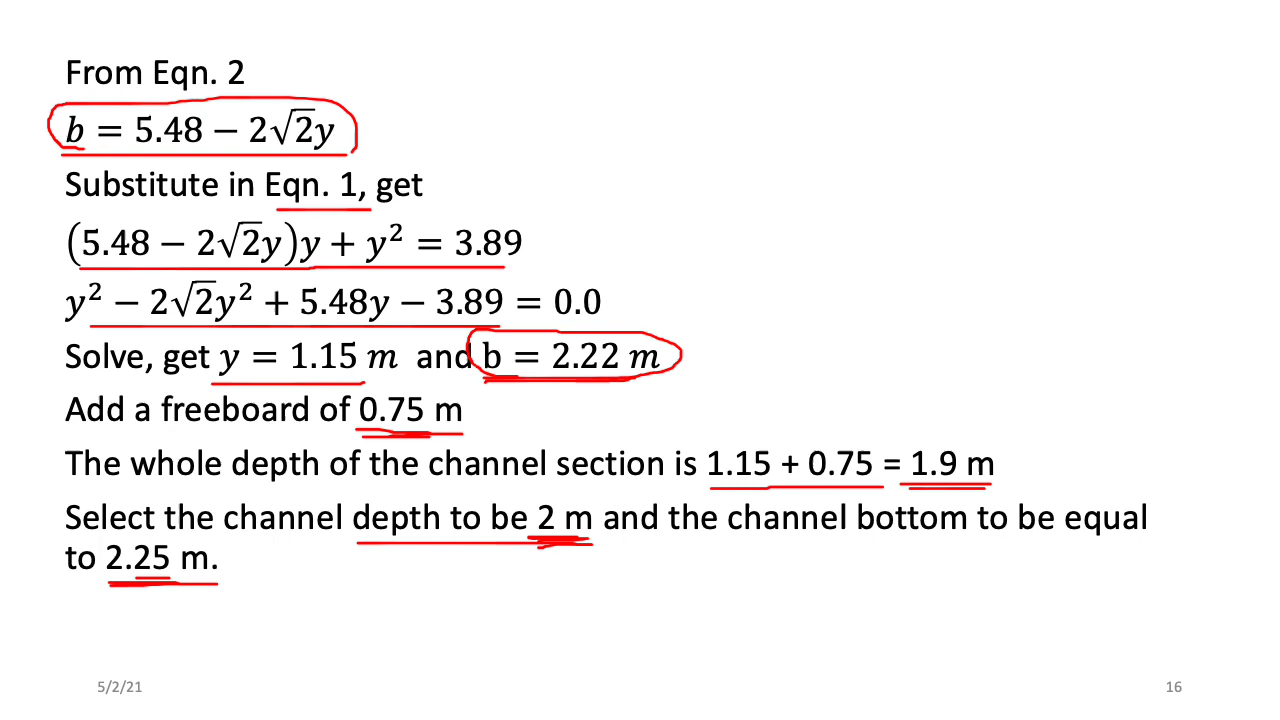 From Eqn. 2
b = 5.48 − 2√2y
Substitute in Eqn. 1, get
(5.48 − 2√2y)y + y² = 3.89
y² − 2√2y² + 5.48y − 3.89 = 0.0
Solve, get y = 1.15 m and b = 2.22 m
Add a freeboard of 0.75 m
The whole depth of the channel section is 1.15 + 0.75 = 1.9 m
Select the channel depth to be 2 m and the channel bottom to be equal
to 2.25 m.
5/2/21
16